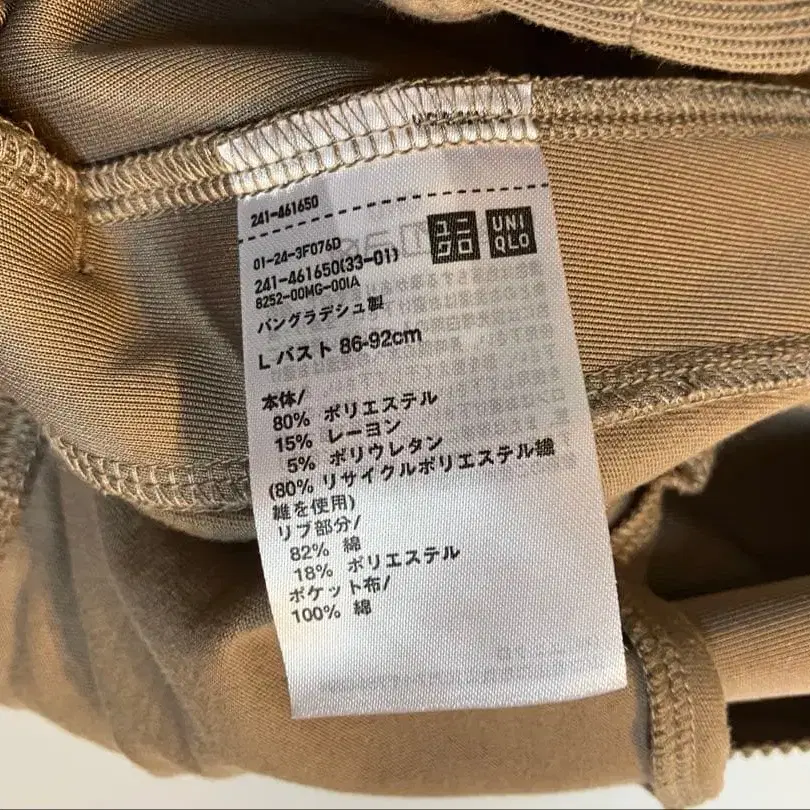 241-461650
ユニクロ
UNIQLO
01-24-3F076D
241-461650(33-01)
8252-00MG-00IA
バングラデシュ製
L バスト 86-92cm
本体/
80% ポリエステル
15% レーヨン
5% ポリウレタン
(80% リサイクルポリエステル繊
維を使用)
リブ部分/
82% 綿
18% ポリエステル
ポケット布/
100% 綿